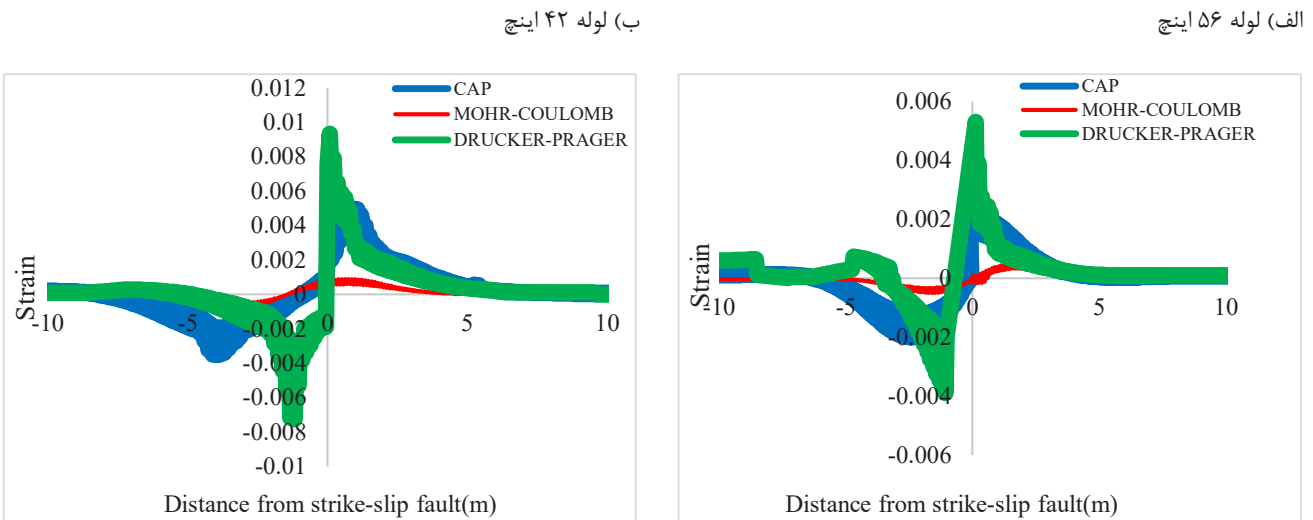 الف) لوله ۵۶ اینچ
ب) لوله ۴۲ اینچ
CAP
MOHR-COULOMB
DRUCKER-PRAGER
0.012
0.01
0.008
0.006
0.004
0.002
0
-0.002
-0.004
-0.006
-0.008
-0.01
-10
-5
0
5
10
Strain
Distance from strike-slip fault(m)
CAP
MOHR-COULOMB
DRUCKER-PRAGER
0.006
0.004
0.002
0
-0.002
-0.004
-0.006
-10
-5
0
5
10
Strain
Distance from strike-slip fault(m)